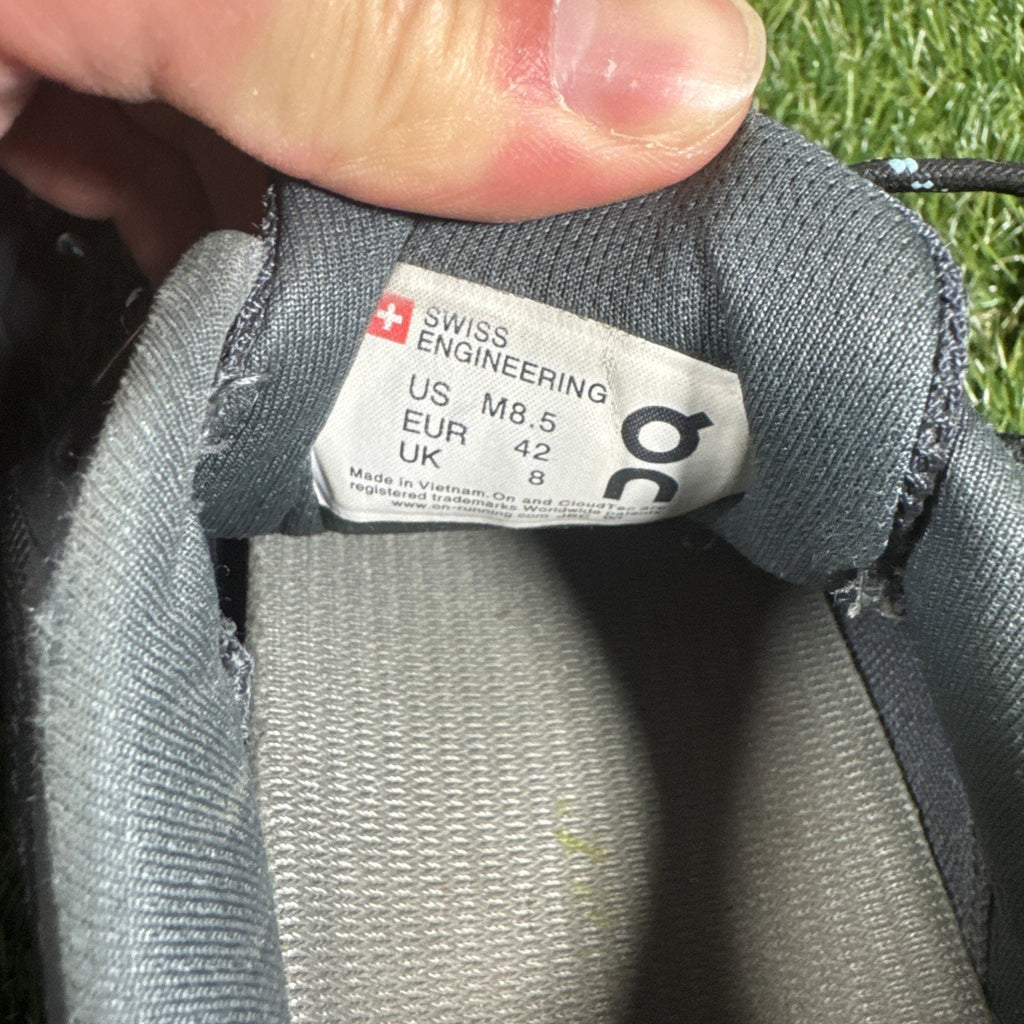 SWISS
ENGINEERING
US M8.5
EUR 42
UK 8
On
Made in Vietnam. On and CloudTec are
registered trademarks Worldwide
www.on-running.com